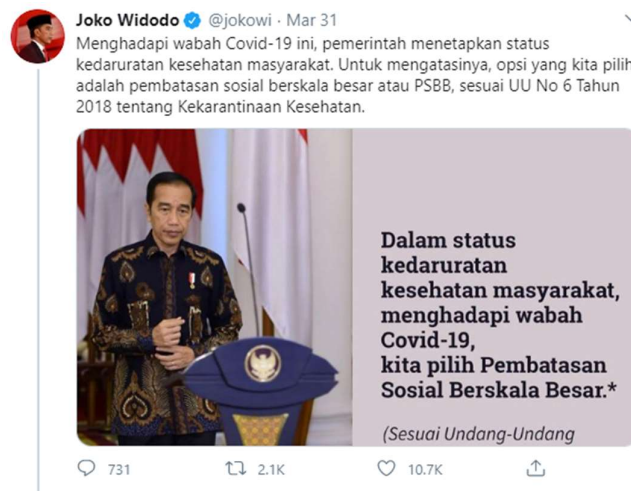 Joko Widodo @jokowi · Mar 31
Menghadapi wabah Covid-19 ini, pemerintah menetapkan status
kedaruratan kesehatan masyarakat. Untuk mengatasinya, opsi yang kita pilih
adalah pembatasan sosial berskala besar atau PSBB, sesuai UU No 6 Tahun
2018 tentang Kekarantinaan Kesehatan.
Dalam status
kedaruratan
kesehatan masyarakat,
menghadapi wabah
Covid-19,
kita pilih Pembatasan
Sosial Berskala Besar.*
(Sesuai Undang-Undang
731 2.1K 10.7K